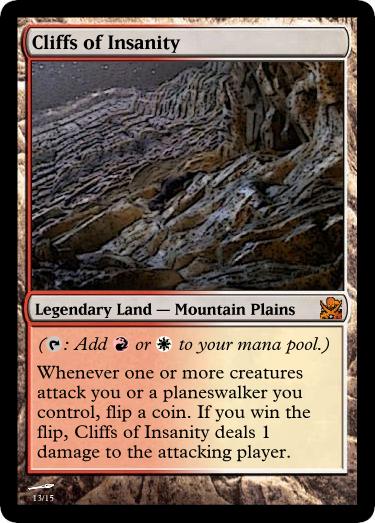 Cliffs of Insanity
Legendary Land — Mountain Plains
(: Add or to your mana pool.)
Whenever one or more creatures
attack you or a planeswalker you
control, flip a coin. If you win the
flip, Cliffs of Insanity deals 1
damage to the attacking player.
13/15